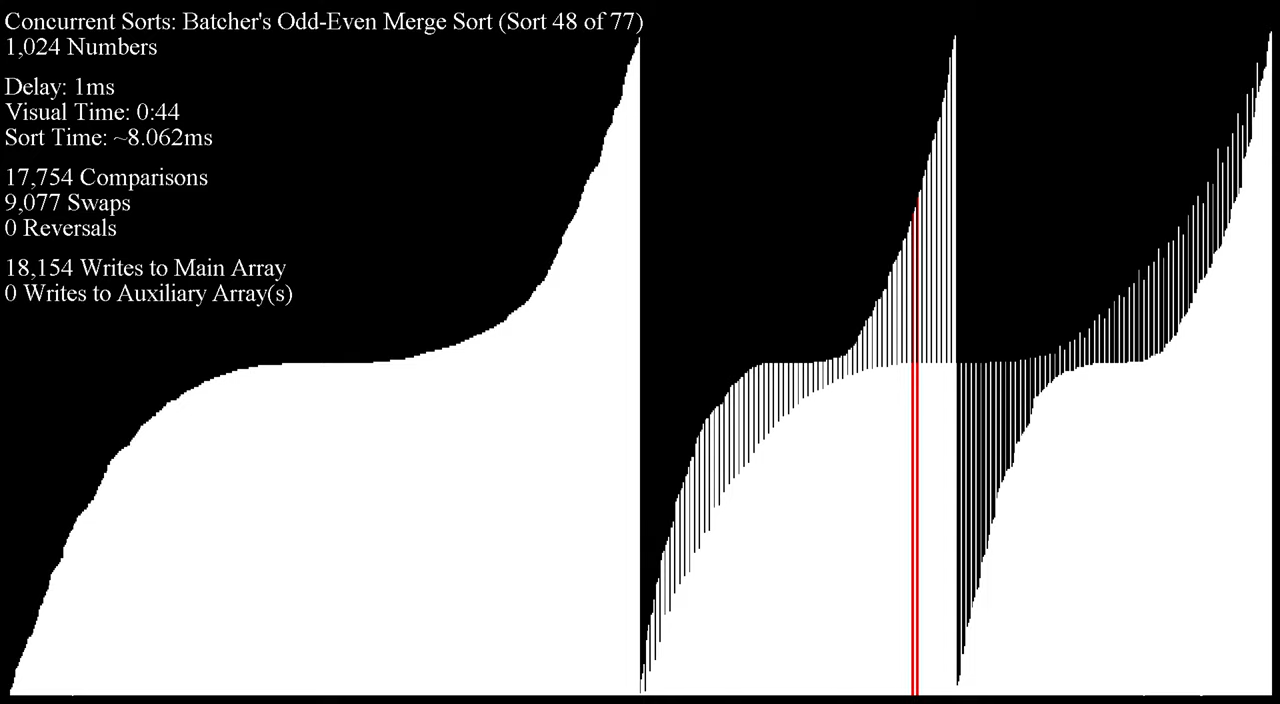 Concurrent Sorts: Batcher's Odd-Even Merge Sort (Sort 48 of 77)
1,024 Numbers
Delay: 1ms
Visual Time: 0:44
Sort Time: ~8.062ms
17,754 Comparisons
9,077 Swaps
0 Reversals
18,154 Writes to Main Array
0 Writes to Auxiliary Array(s)